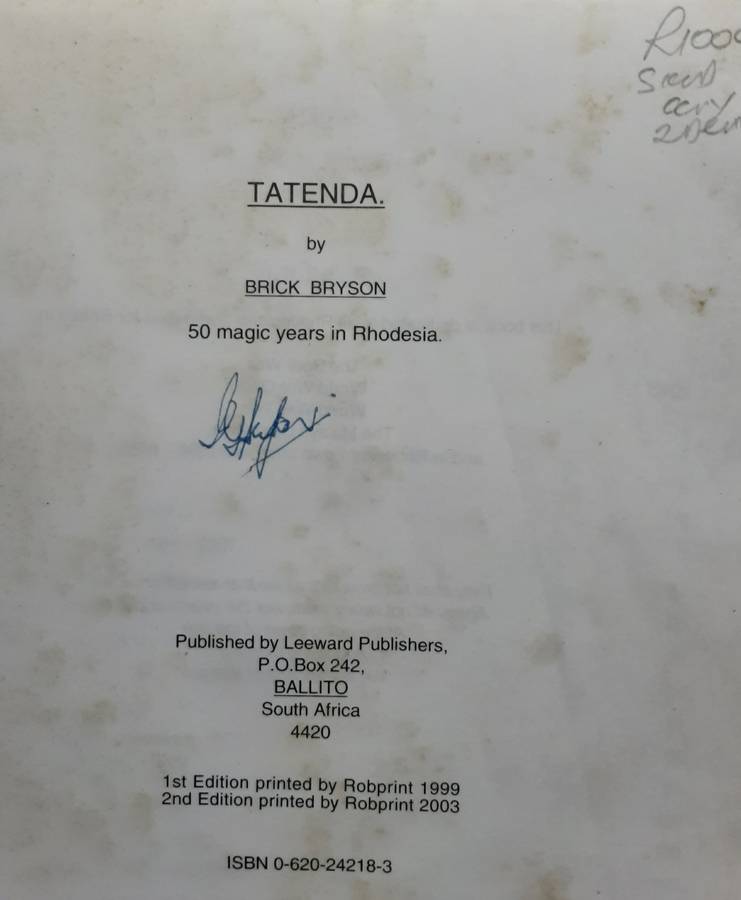 R1000
TATENDA.
by
BRICK BRYSON
50 magic years in Rhodesia.
Published by Leeward Publishers,
P.O.Box 242,
BALLITO
South Africa
4420
1st Edition printed by Robprint 1999
2nd Edition printed by Robprint 2003
ISBN 0-620-24218-3